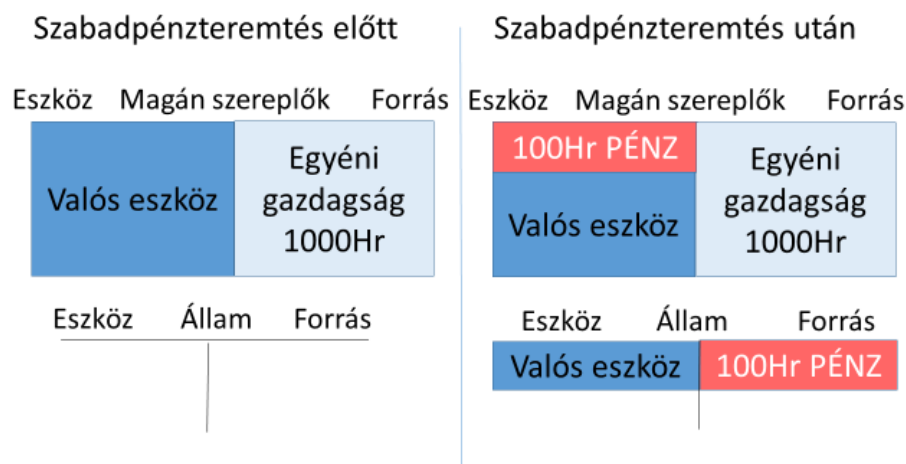 Szabadpénzteremtés előtt
Eszköz Magán szereplők Forrás
Valós eszköz
Egyéni
gazdagság
1000Hr
Eszköz Állam Forrás
Szabadpénzteremtés után
Eszköz Magán szereplők Forrás
100Hr PÉNZ
Valós eszköz
Egyéni
gazdagság
1000Hr
Eszköz Állam Forrás
Valós eszköz 100Hr PÉNZ